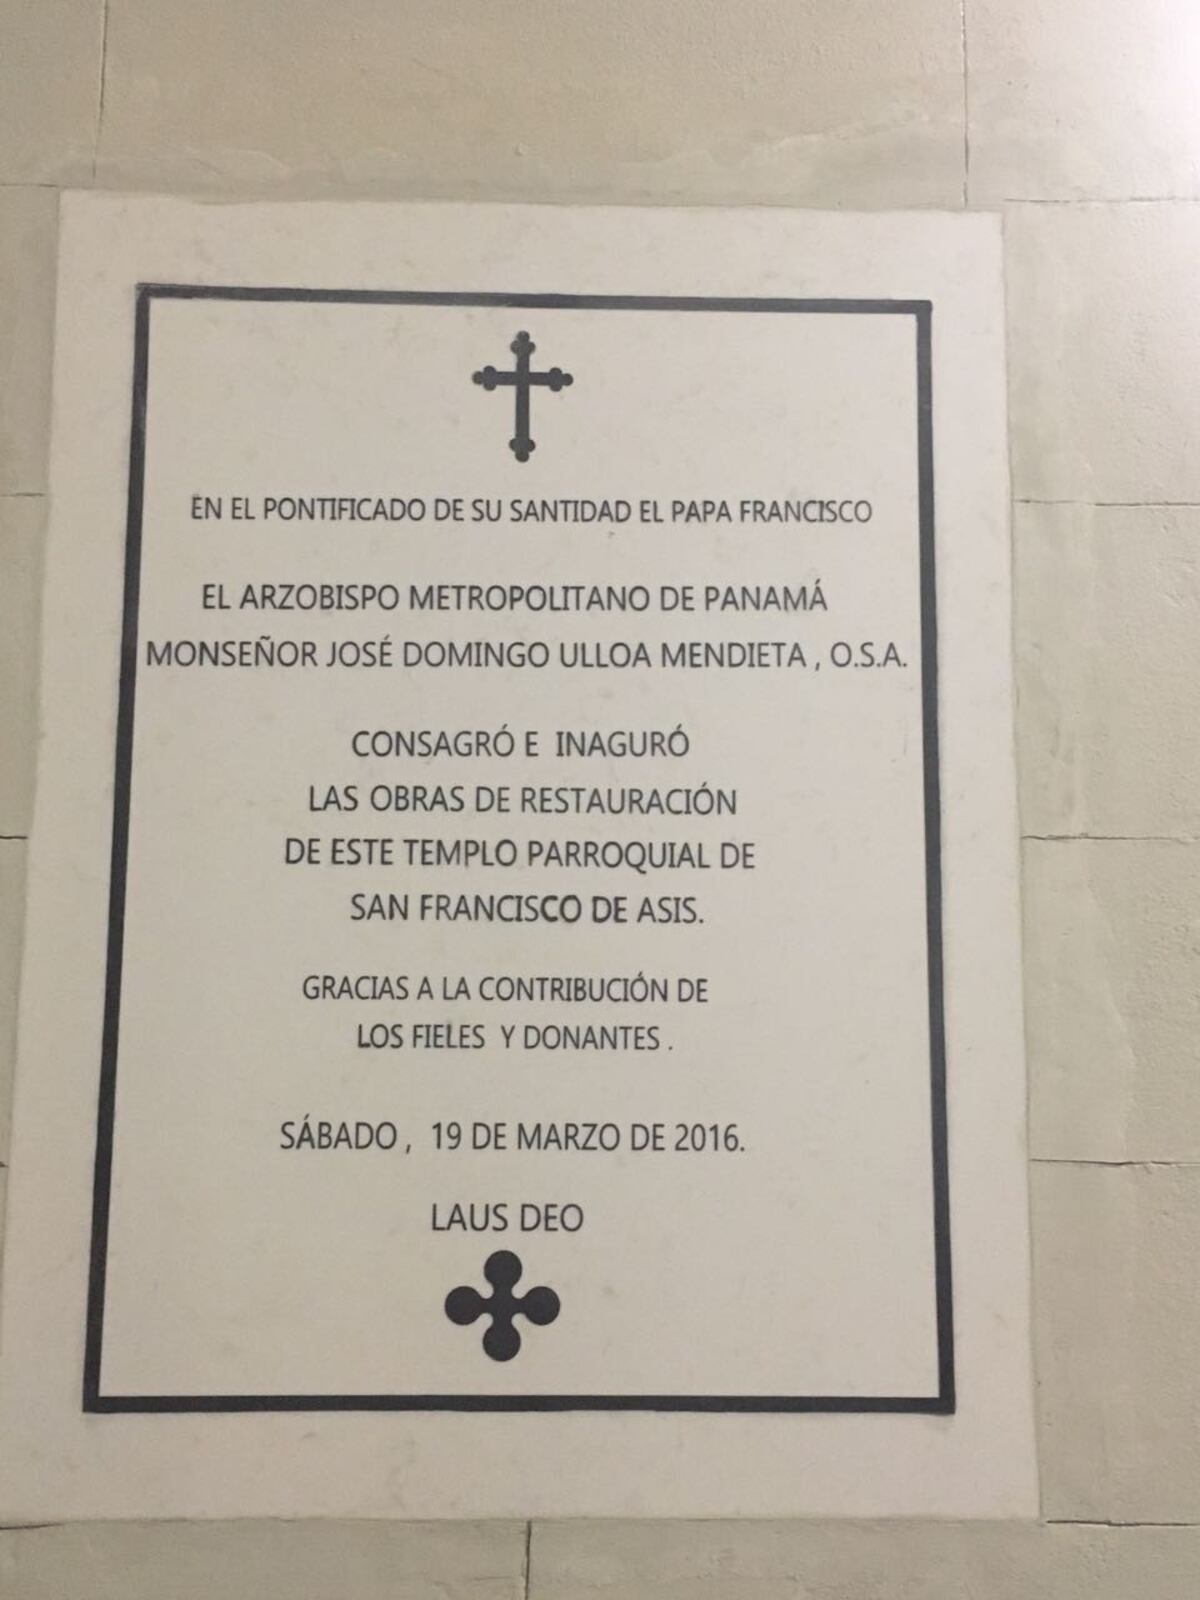 EN EL PONTIFICADO DE SU SANTIDAD EL PAPA FRANCISCO
EL ARZOBISPO METROPOLITANO DE PANAMÁ
MONSEÑOR JOSÉ DOMINGO ULLOA MENDIETA , O.S.A.
CONSAGRÓ E INAGURÓ
LAS OBRAS DE RESTAURACIÓN
DE ESTE TEMPLO PARROQUIAL DE
SAN FRANCISCO DE ASIS.
GRACIAS A LA CONTRIBUCIÓN DE
LOS FIELES Y DONANTES .
SÁBADO , 19 DE MARZO DE 2016.
LAUS DEO